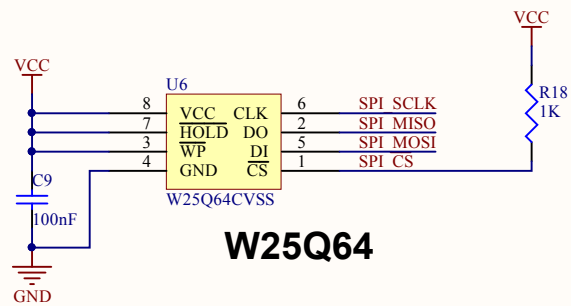 VCC
VCC
U6
R18
1K
8 VCC CLK 6 SPI_SCLK
7 HOLD DO 2 SPI_MISO
3 WP DI 5 SPI_MOSI
4 GND CS 1 SPI_CS
C9
W25Q64CVSS
100nF
W25Q64
GND